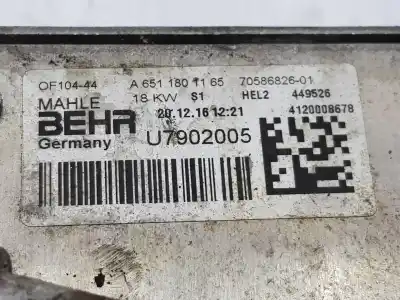 OF104-44 A 651 180 11 65 70586826-01
MAHLE 18 KW S1 HEL2 449526
BEHR 20.12.16 12:21 4120008678
Germany U7902005